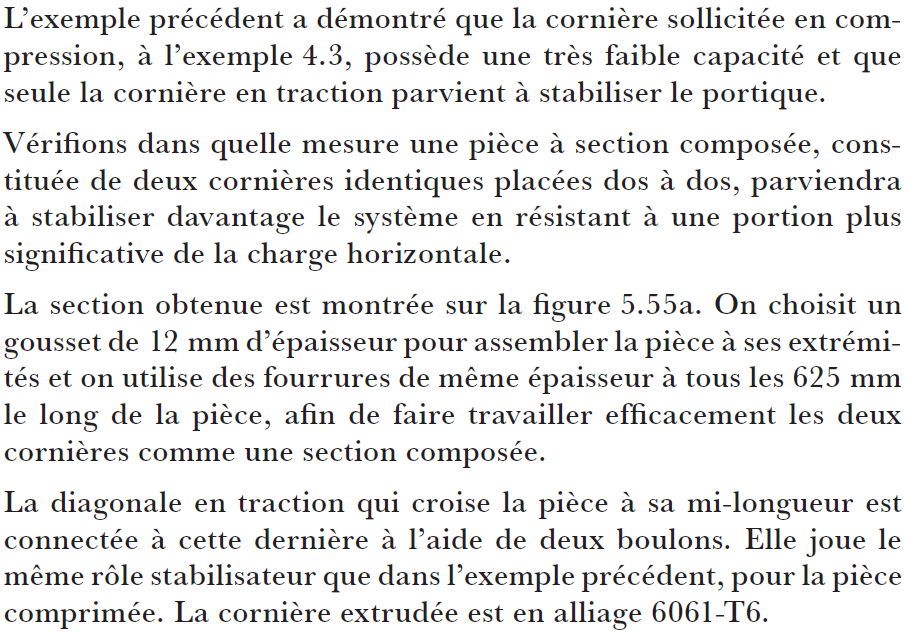 L’exemple précédent a démontré que la cornière sollicitée en com-
pression, à l’exemple 4.3, possède une très faible capacité et que
seule la cornière en traction parvient à stabiliser le portique.
Vérifions dans quelle mesure une pièce à section composée, cons-
tituée de deux cornières identiques placées dos à dos, parviendra
à stabiliser davantage le système en résistant à une portion plus
significative de la charge horizontale.
La section obtenue est montrée sur la figure 5.55a. On choisit un
gousset de 12 mm d’épaisseur pour assembler la pièce à ses extrémi-
tés et on utilise des fourrures de même épaisseur à tous les 625 mm
le long de la pièce, afin de faire travailler efficacement les deux
cornières comme une section composée.
La diagonale en traction qui croise la pièce à sa mi-longueur est
connectée à cette dernière à l’aide de deux boulons. Elle joue le
même rôle stabilisateur que dans l’exemple précédent, pour la pièce
comprimée. La cornière extrudée est en alliage 6061-T6.